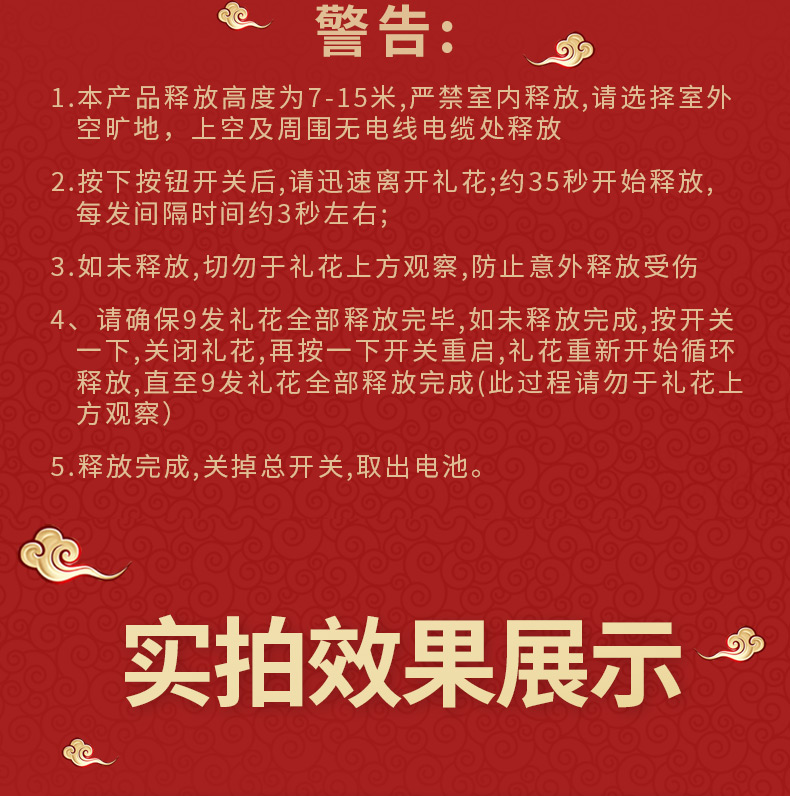 警告:
1.本产品释放高度为7-15米,严禁室内释放,请选择室外
空旷地，上空及周围无电线电缆处释放
2.按下按钮开关后,请迅速离开礼花;约35秒开始释放,
每发间隔时间约3秒左右;
3.如未释放,切勿于礼花上方观察,防止意外释放受伤
4、请确保9发礼花全部释放完毕,如未释放完成,按开关
一下,关闭礼花,再按一下开关重启,礼花重新开始循环
释放,直至9发礼花全部释放完成(此过程请勿于礼花上
方观察）
5.释放完成,关掉总开关,取出电池。
实拍效果展示